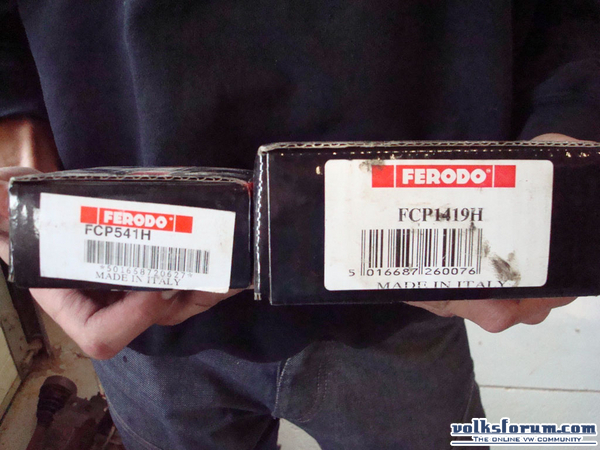 FERODO
FCP541H
5016587206274
MADE IN ITALY
FERODO
FCP1419H
5 016687 260076
MADE IN ITALY
volksforum.com
THE ONLINE VW COMMUNITY